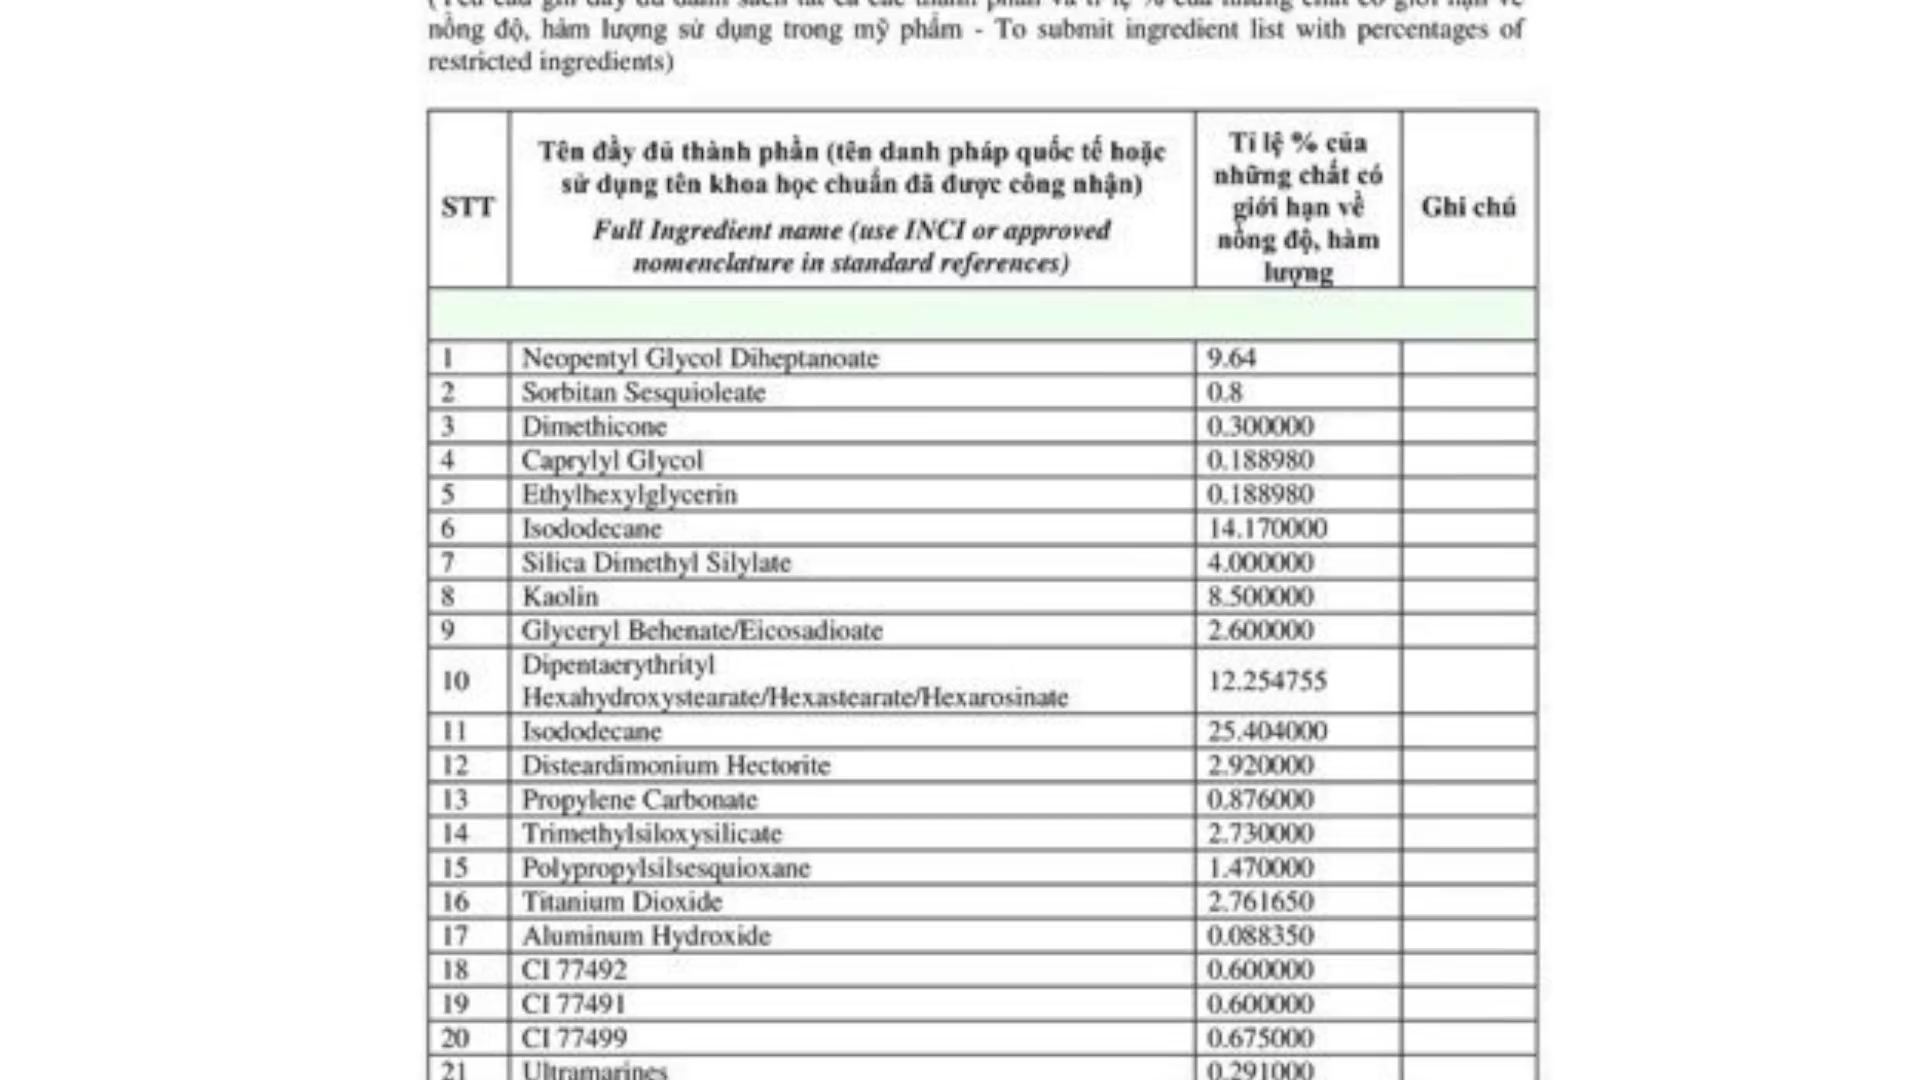 nồng độ, hàm lượng sử dụng trong mỹ phẩm - To submit ingredient list with percentages of
restricted ingredients)
STT
Tên đầy đủ thành phần (tên danh pháp quốc tế hoặc
sử dụng tên khoa học chuẩn đã được công nhận)
Full Ingredient name (use INCI or approved
nomenclature in standard references)
Tỉ lệ % của
những chất có
giới hạn về
nồng độ, hàm
lượng
Ghi chú
1 Neopentyl Glycol Diheptanoate 9.64
2 Sorbitan Sesquioleate 0.8
3 Dimethicone 0.300000
4 Caprylyl Glycol 0.188980
5 Ethylhexylglycerin 0.188980
6 Isododecane 14.170000
7 Silica Dimethyl Silylate 4.000000
8 Kaolin 8.500000
9 Glyceryl Behenate/Eicosadioate 2.600000
10 Dipentaerythrityl
Hexahydroxystearate/Hexastearate/Hexarosinate 12.254755
11 Isododecane 25.404000
12 Disteardimonium Hectorite 2.920000
13 Propylene Carbonate 0.876000
14 Trimethylsiloxysilicate 2.730000
15 Polypropylsilsesquioxane 1.470000
16 Titanium Dioxide 2.761650
17 Aluminum Hydroxide 0.088350
18 CI 77492 0.600000
19 CI 77491 0.600000
20 CI 77499 0.675000
21 Ultramarines 0.291000